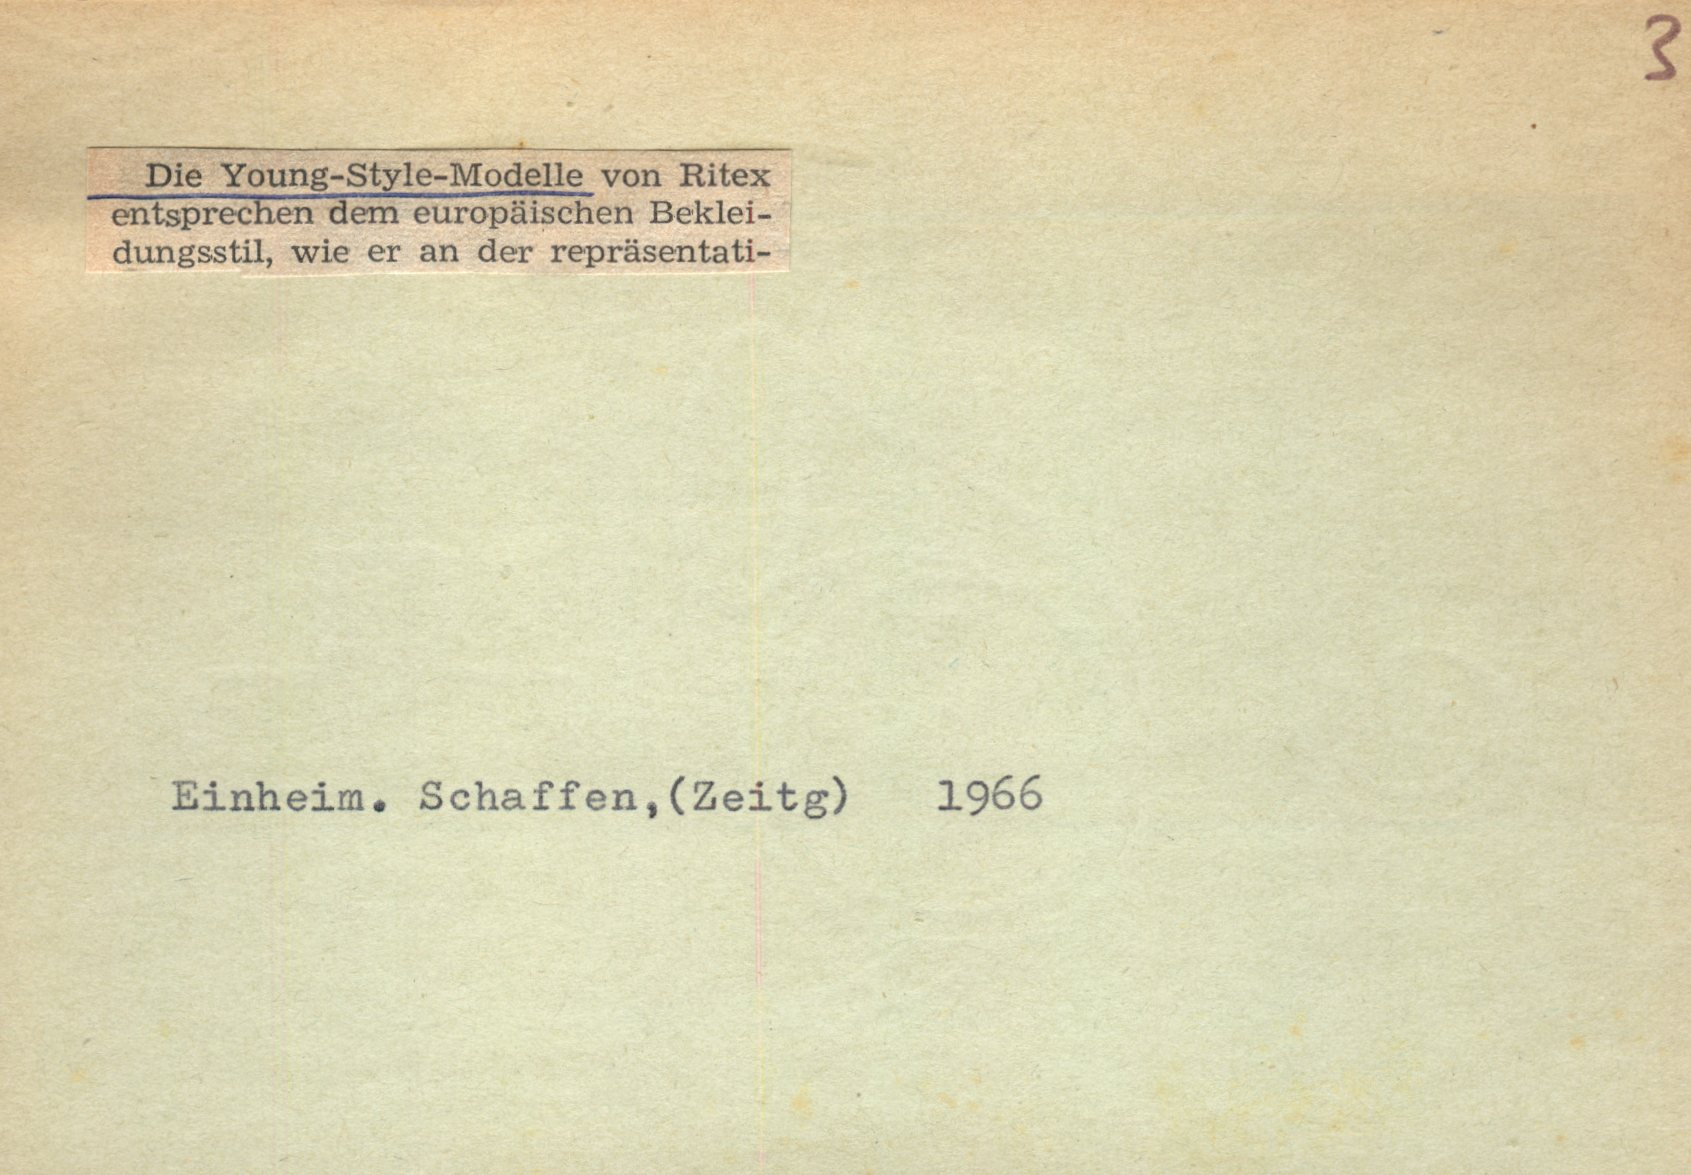 3
Die Young-Style-Modelle von Ritex
entsprechen dem europäischen Beklei-
dungsstil, wie er an der repräsentati-
Einheim. Schaffen,(Zeitg) 1966